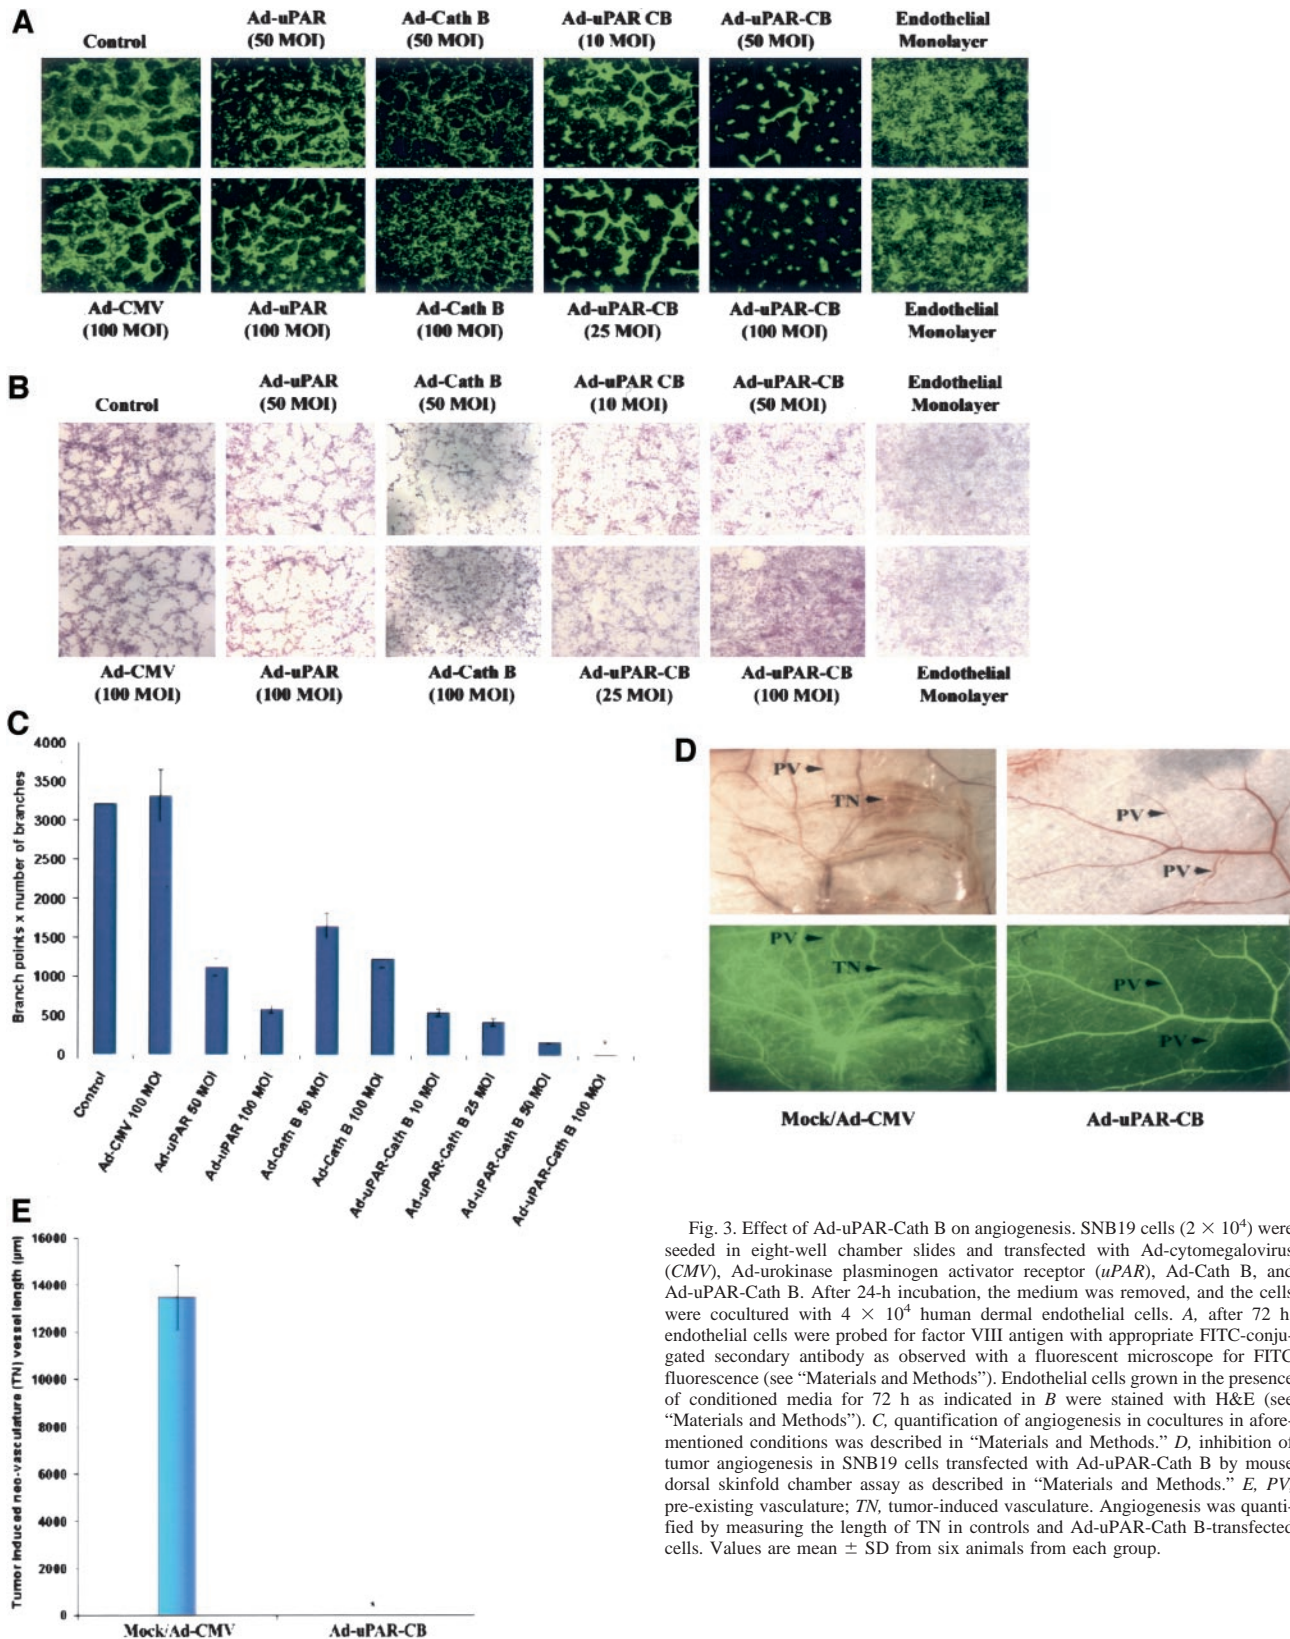 A
Control
Ad-uPAR
(50 MOI)
Ad-Cath B
(50 MOI)
Ad-uPAR CB
(10 MOI)
Ad-uPAR-CB
(50 MOI)
Endothelial
Monolayer
Ad-CMV
(100 MOI)
Ad-uPAR
(100 MOI)
Ad-Cath B
(100 MOI)
Ad-uPAR-CB
(25 MOI)
Ad-uPAR-CB
(100 MOI)
Endothelial
Monolayer
B
Control
Ad-uPAR
(50 MOI)
Ad-Cath B
(50 MOI)
Ad-uPAR CB
(10 MOI)
Ad-uPAR-CB
(50 MOI)
Endothelial
Monolayer
Ad-CMV
(100 MOI)
Ad-uPAR
(100 MOI)
Ad-Cath B
(100 MOI)
Ad-uPAR-CB
(25 MOI)
Ad-uPAR-CB
(100 MOI)
Endothelial
Monolayer
C
Branch points x number of branches
4000
3500
3000
2500
2000
1500
1000
500
0
Control
Ad-CMV 100 MOI
Ad-uPAR 50 MOI
Ad-uPAR 100 MOI
Ad-Cath B 50 MOI
Ad-Cath B 100 MOI
Ad-uPAR-Cath B 10 MOI
Ad-uPAR-Cath B 25 MOI
Ad-uPAR-Cath B 50 MOI
Ad-uPAR-Cath B 100 MOI
*
D
PV
TN
PV
PV
PV
TN
PV
PV
Mock/Ad-CMV
Ad-uPAR-CB
E
Tumor induced neo-vasculature (TN) vessel length (µm)
16000
14000
12000
10000
8000
6000
4000
2000
0
*
Mock/Ad-CMV
Ad-uPAR-CB
Fig. 3. Effect of Ad-uPAR-Cath B on angiogenesis. SNB19 cells (2 × 10⁴) were
seeded in eight-well chamber slides and transfected with Ad-cytomegalovirus
(CMV), Ad-urokinase plasminogen activator receptor (uPAR), Ad-Cath B, and
Ad-uPAR-Cath B. After 24-h incubation, the medium was removed, and the cells
were cocultured with 4 × 10⁴ human dermal endothelial cells. A, after 72 h
endothelial cells were probed for factor VIII antigen with appropriate FITC-conju-
gated secondary antibody as observed with a fluorescent microscope for FITC
fluorescence (see “Materials and Methods”). Endothelial cells grown in the presence
of conditioned media for 72 h as indicated in B were stained with H&E (see
“Materials and Methods”). C, quantification of angiogenesis in cocultures in afore-
mentioned conditions was described in “Materials and Methods.” D, inhibition of
tumor angiogenesis in SNB19 cells transfected with Ad-uPAR-Cath B by mouse
dorsal skinfold chamber assay as described in “Materials and Methods.” E, PV,
pre-existing vasculature; TN, tumor-induced vasculature. Angiogenesis was quanti-
fied by measuring the length of TN in controls and Ad-uPAR-Cath B-transfected
cells. Values are mean ± SD from six animals from each group.